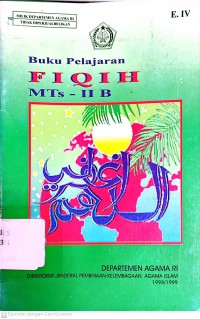 MILIK DEPARTEMEN AGAMA RI
TIDAK DIPERJUALBELIKAN
E. IV
Buku Pelajaran
FIQIH
MTs - II B
DEPARTEMEN AGAMA RI
DIREKTORAT JENDERAL PEMBINAAN KELEMBAGAAN AGAMA ISLAM
1998/1999